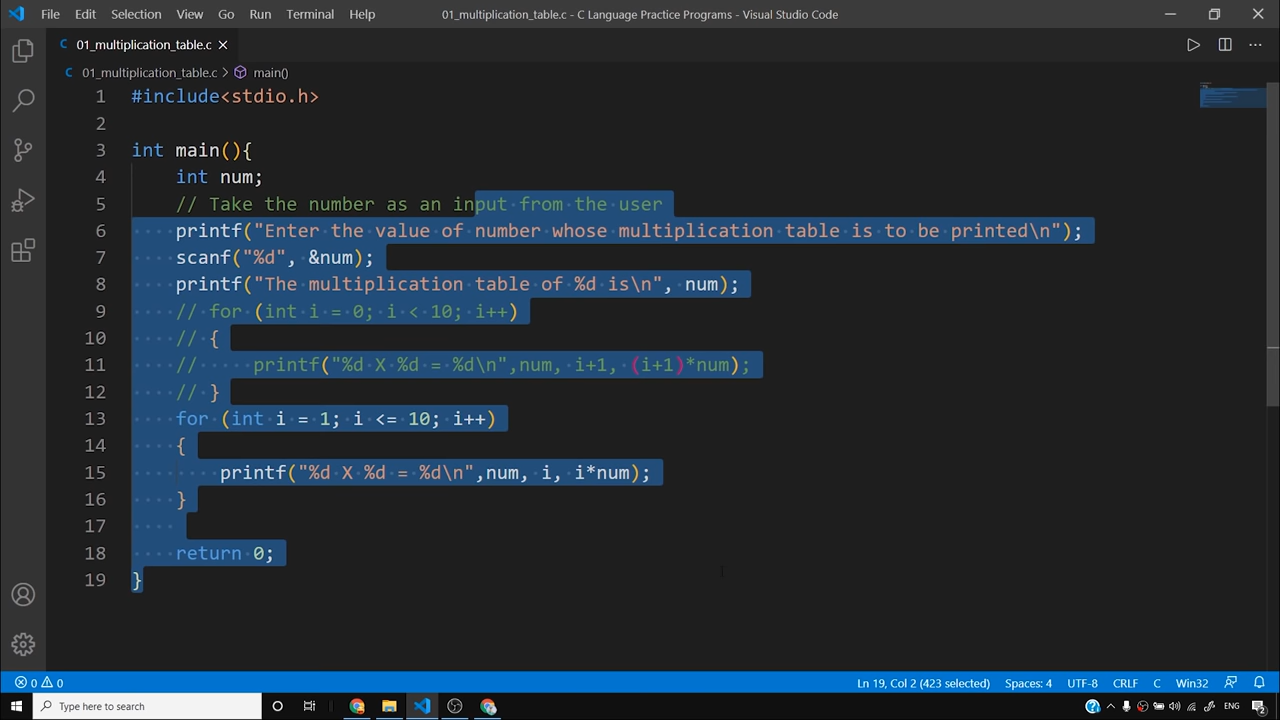 File Edit Selection View Go Run Terminal Help 01_multiplication_table.c - C Language Practice Programs - Visual Studio Code
C 01_multiplication_table.c ×
C 01_multiplication_table.c > main()
1 #include<stdio.h>
2
3 int main(){
4     int num;
5     // Take the number as an input from the user
6     printf("Enter the value of number whose multiplication table is to be printed\n");
7     scanf("%d", &num);
8     printf("The multiplication table of %d is\n", num);
9     // for (int i = 0; i < 10; i++)
10     // {
11     //     printf("%d X %d = %d\n",num, i+1, (i+1)*num);
12     // }
13     for (int i = 1; i <= 10; i++)
14     {
15         printf("%d X %d = %d\n",num, i, i*num);
16     }
17
18     return 0;
19 }
0 0 Ln 19, Col 2 (423 selected) Spaces: 4 UTF-8 CRLF C Win32
Type here to search ENG 2